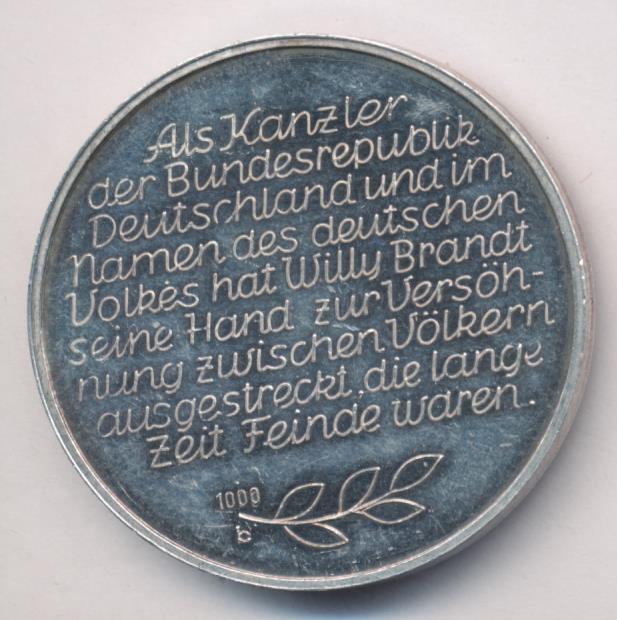 Als Kanzler
der Bundesrepublik
Deutschland und im
Namen des deutschen
Volkes hat Willy Brandt
seine Hand zur Versöh-
nung zwischen Völkern
ausgestreckt, die lange
Zeit Feinde waren.
1000